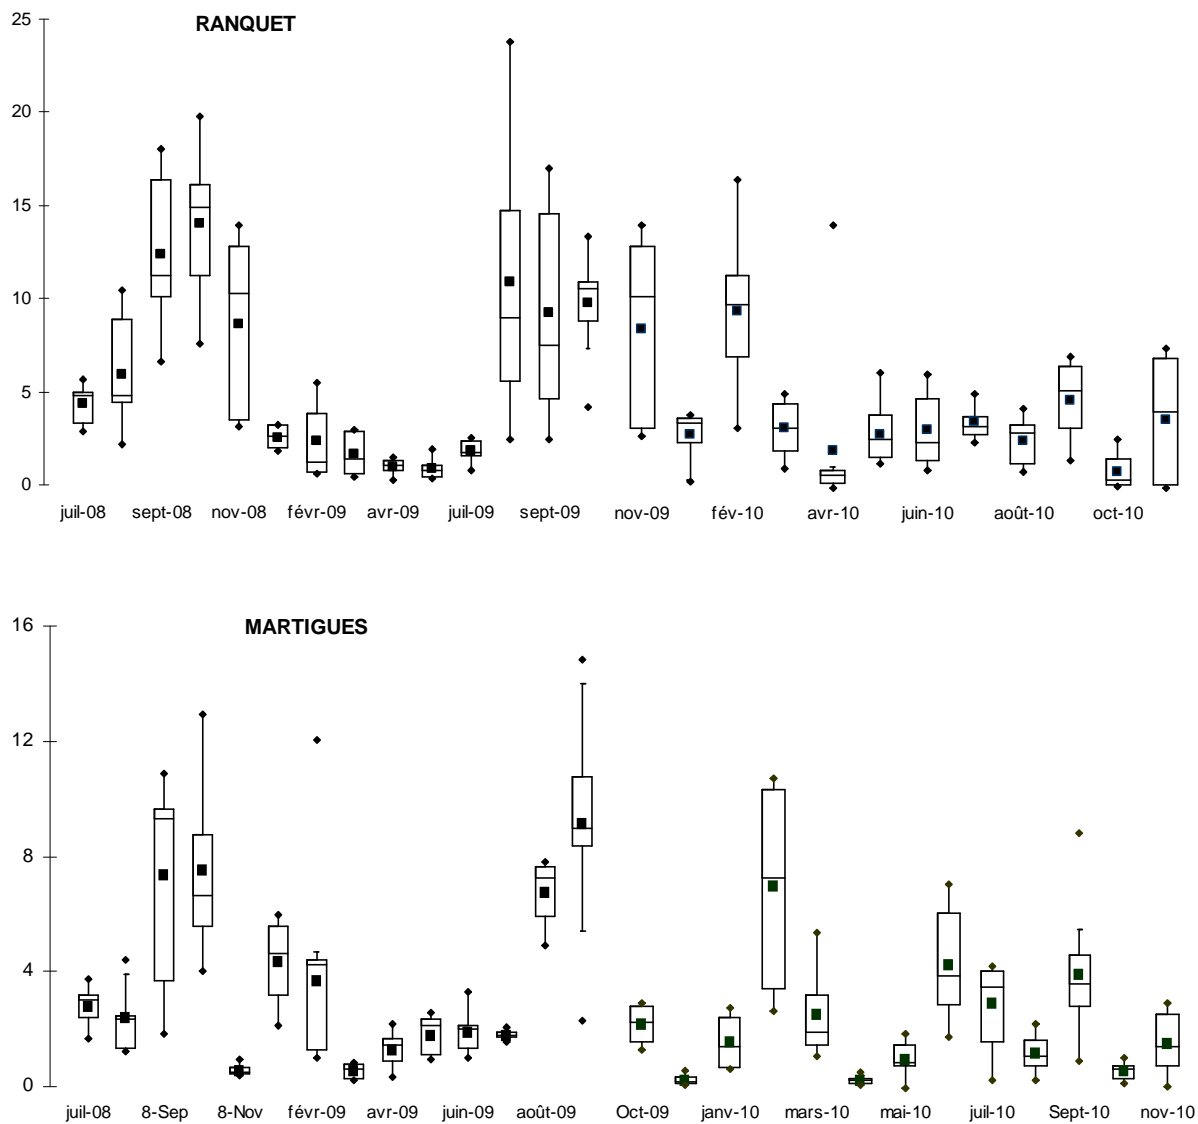 RANQUET
25
20
15
10
5
0
juil-08 sept-08 nov-08 févr-09 avr-09 juil-09 sept-09 nov-09 fév-10 avr-10 juin-10 août-10 oct-10
MARTIGUES
16
12
8
4
0
juil-08 8-Sep 8-Nov févr-09 avr-09 juin-09 août-09 Oct-09 janv-10 mars-10 mai-10 juil-10 Sept-10 nov-10